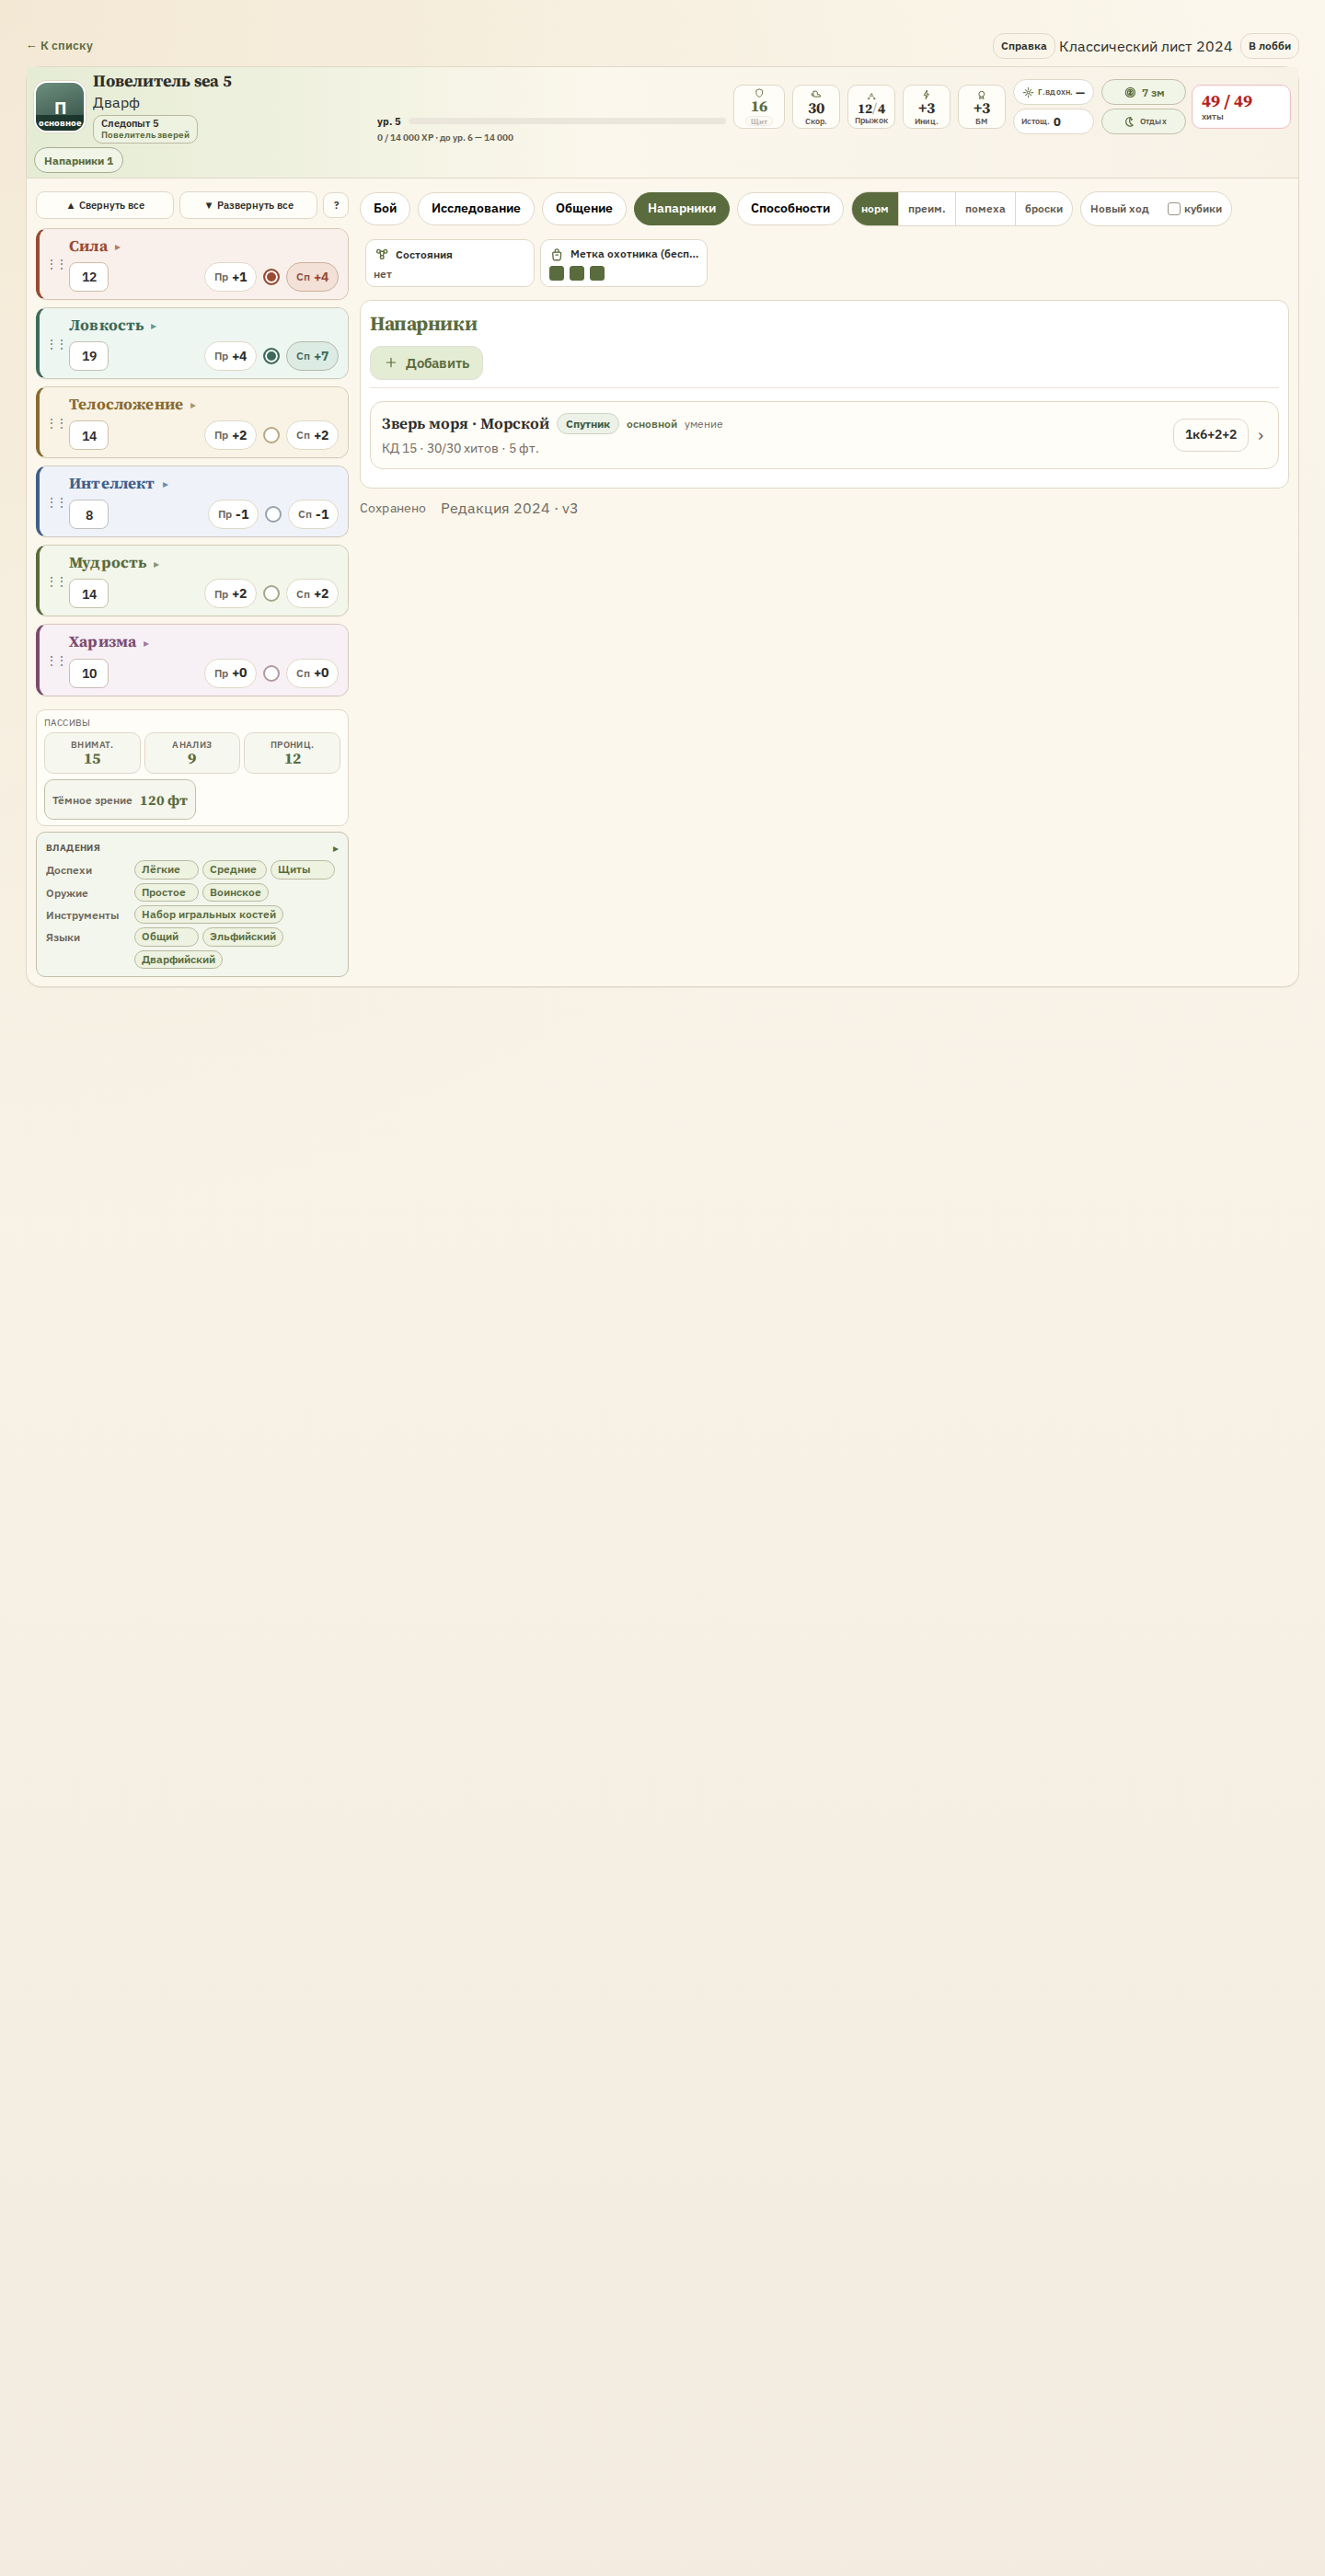 ← К списку
Справка Классический лист 2024 В лобби
П
основное
Повелитель sea 5
Дварф
Следопыт 5
Повелитель зверей
Напарники 1
ур. 5
0 / 14 000 XP · до ур. 6 — 14 000
16
Щит
30
Скор.
12/4
Прыжок
+3
Иниц.
+3
БМ
Г.вдохн. —
Истощ. 0
7 зм
Отдых
49 / 49
хиты
▲ Свернуть все ▼ Развернуть все ?
Сила ▸
12 Пр +1 Сп +4
Ловкость ▸
19 Пр +4 Сп +7
Телосложение ▸
14 Пр +2 Сп +2
Интеллект ▸
8 Пр -1 Сп -1
Мудрость ▸
14 Пр +2 Сп +2
Харизма ▸
10 Пр +0 Сп +0
ПАССИВЫ
ВНИМАТ. АНАЛИЗ ПРОНИЦ.
15 9 12
Тёмное зрение 120 фт
ВЛАДЕНИЯ ▸
Доспехи Лёгкие Средние Щиты
Оружие Простое Воинское
Инструменты Набор игральных костей
Языки Общий Эльфийский
Дварфийский
Бой Исследование Общение Напарники Способности норм преим. помеха броски Новый ход кубики
Состояния
нет
Метка охотника (бесп...
Напарники
+ Добавить
Зверь моря · Морской Спутник основной умение
КД 15 · 30/30 хитов · 5 фт.
1к6+2+2 ›
Сохранено Редакция 2024 · v3